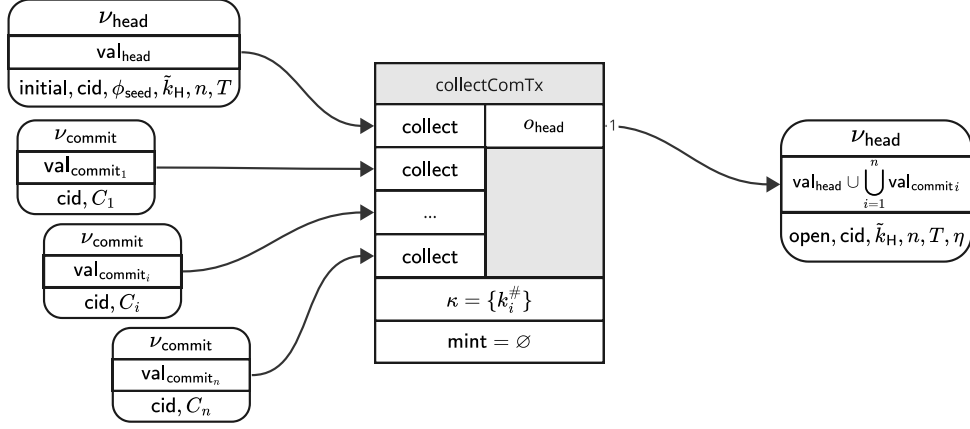 ν_head
val_head
initial, cid, ϕ_seed, k̃_H, n, T
ν_commit
val_commit_1
cid, C_1
ν_commit
val_commit_i
cid, C_i
ν_commit
val_commit_n
cid, C_n
collectComTx
collect
o_head
1
collect
...
collect
κ = {k_i^#}
mint = ∅
ν_head
val_head ∪ ⋃_{i=1}^{n} val_commit_i
open, cid, k̃_H, n, T, η